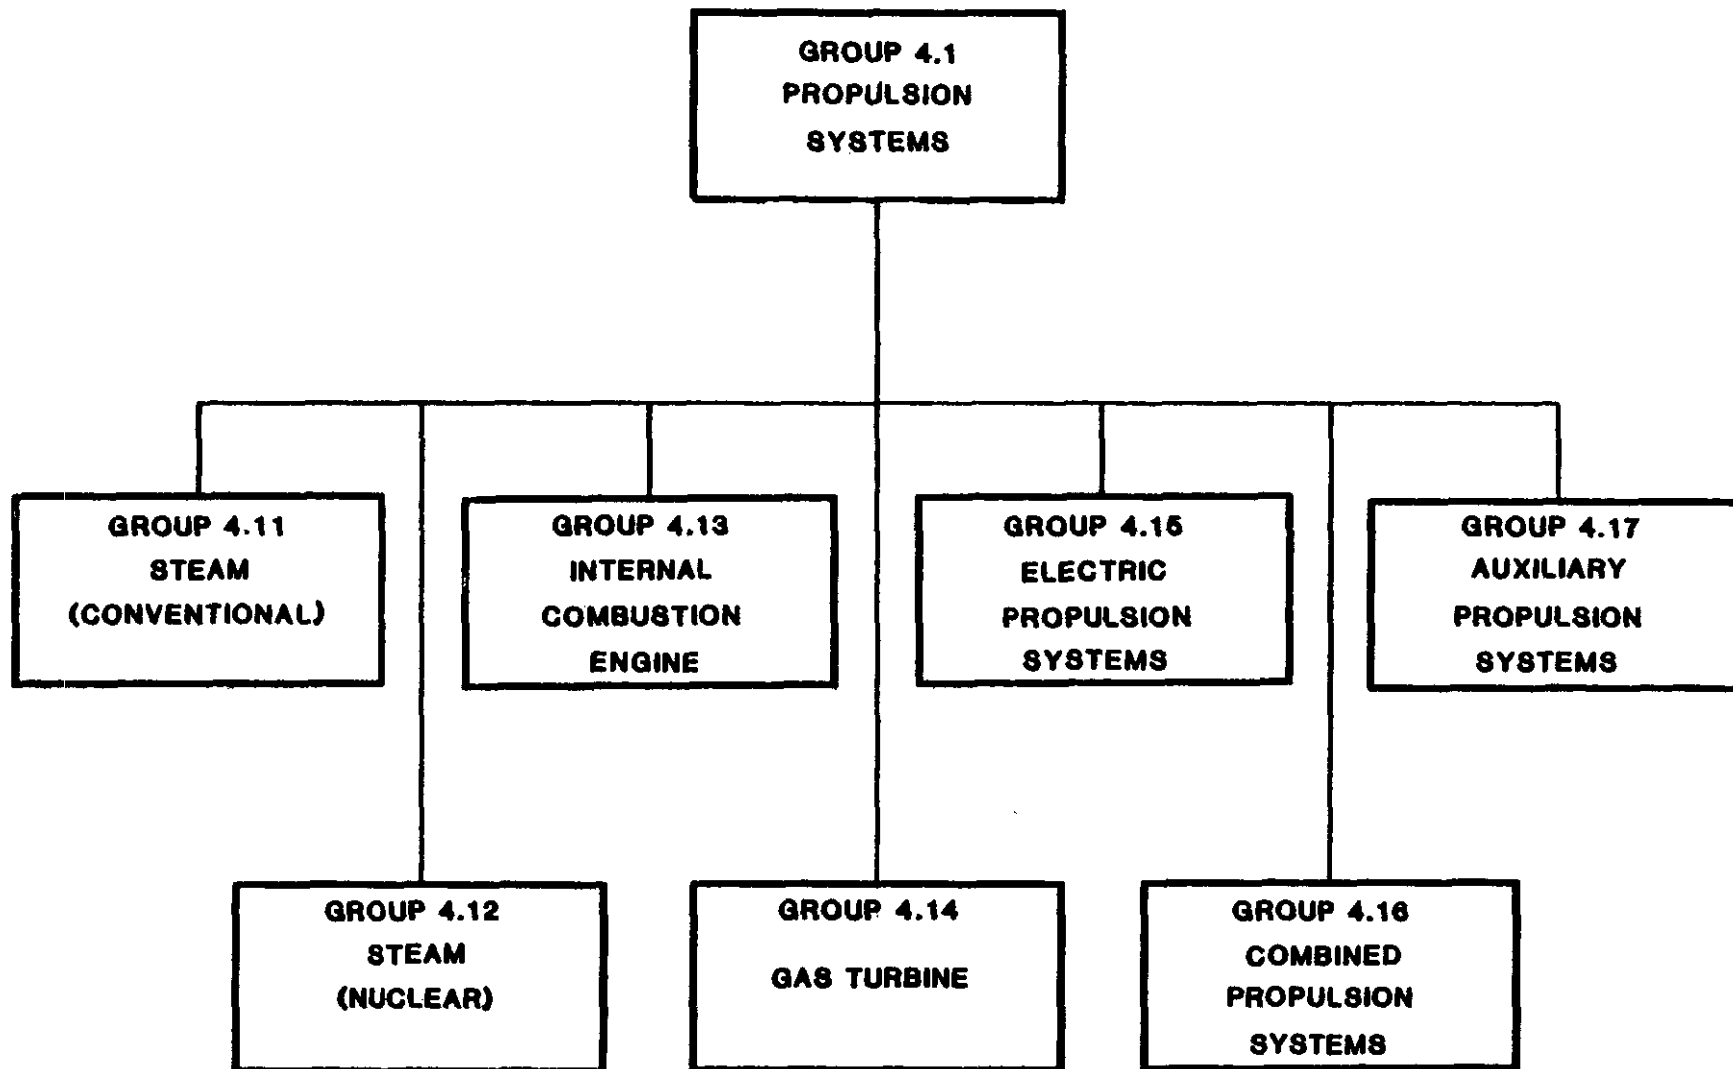 GROUP 4.1
PROPULSION
SYSTEMS
GROUP 4.11
STEAM
(CONVENTIONAL)
GROUP 4.13
INTERNAL
COMBUSTION
ENGINE
GROUP 4.15
ELECTRIC
PROPULSION
SYSTEMS
GROUP 4.17
AUXILIARY
PROPULSION
SYSTEMS
GROUP 4.12
STEAM
(NUCLEAR)
GROUP 4.14
GAS TURBINE
GROUP 4.16
COMBINED
PROPULSION
SYSTEMS